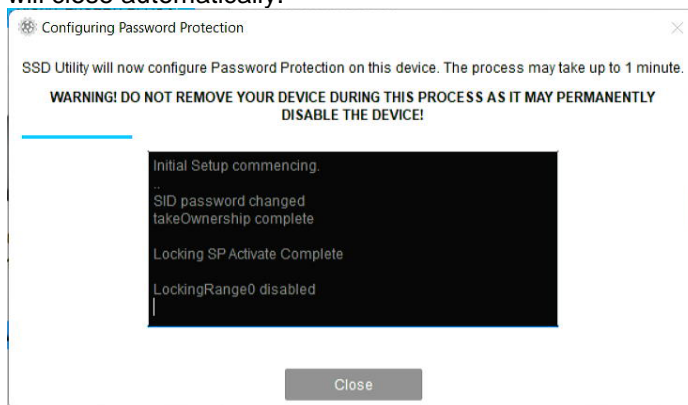 will close automatically.
Configuring Password Protection
SSD Utility will now configure Password Protection on this device. The process may take up to 1 minute.
WARNING! DO NOT REMOVE YOUR DEVICE DURING THIS PROCESS AS IT MAY PERMANENTLY
DISABLE THE DEVICE!
Initial Setup commencing.
..
SID password changed
takeOwnership complete
Locking SP Activate Complete
LockingRange0 disabled
Close